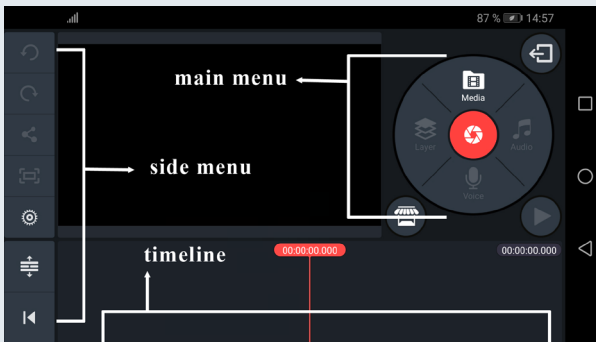 87 % 14:57
main menu
Media
Layer
Audio
Voice
side menu
timeline
00:00:00.000
00:00:00.000